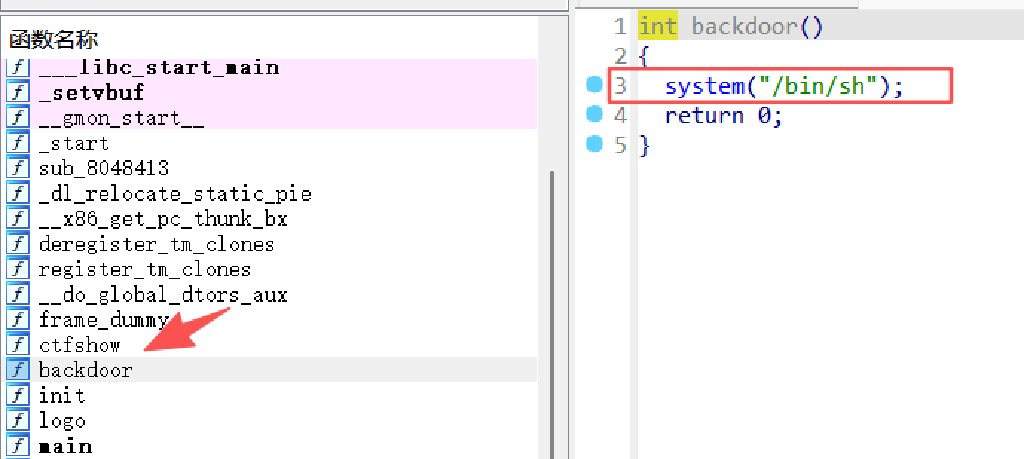 函数名称
f ___libc_start_main
f _setvbuf
f __gmon_start__
f _start
f sub_8048413
f _dl_relocate_static_pie
f __x86_get_pc_thunk_bx
f deregister_tm_clones
f register_tm_clones
f __do_global_dtors_aux
f frame_dummy
f ctfshow
f backdoor
f init
f logo
f main
1 int backdoor()
2 {
3 system("/bin/sh");
4 return 0;
5 }